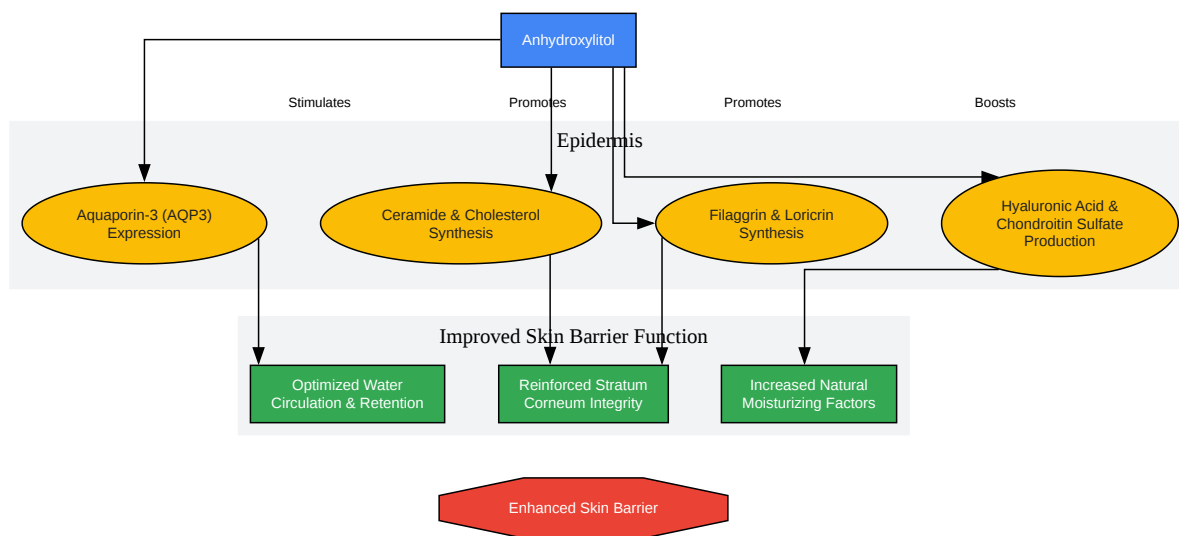 Anhydroxylitol
Stimulates
Promotes
Promotes
Boosts
Epidermis
Aquaporin-3 (AQP3)
Expression
Ceramide & Cholesterol
Synthesis
Filaggrin & Loricrin
Synthesis
Hyaluronic Acid &
Chondroitin Sulfate
Production
Improved Skin Barrier Function
Optimized Water
Circulation & Retention
Reinforced Stratum
Corneum Integrity
Increased Natural
Moisturizing Factors
Enhanced Skin Barrier